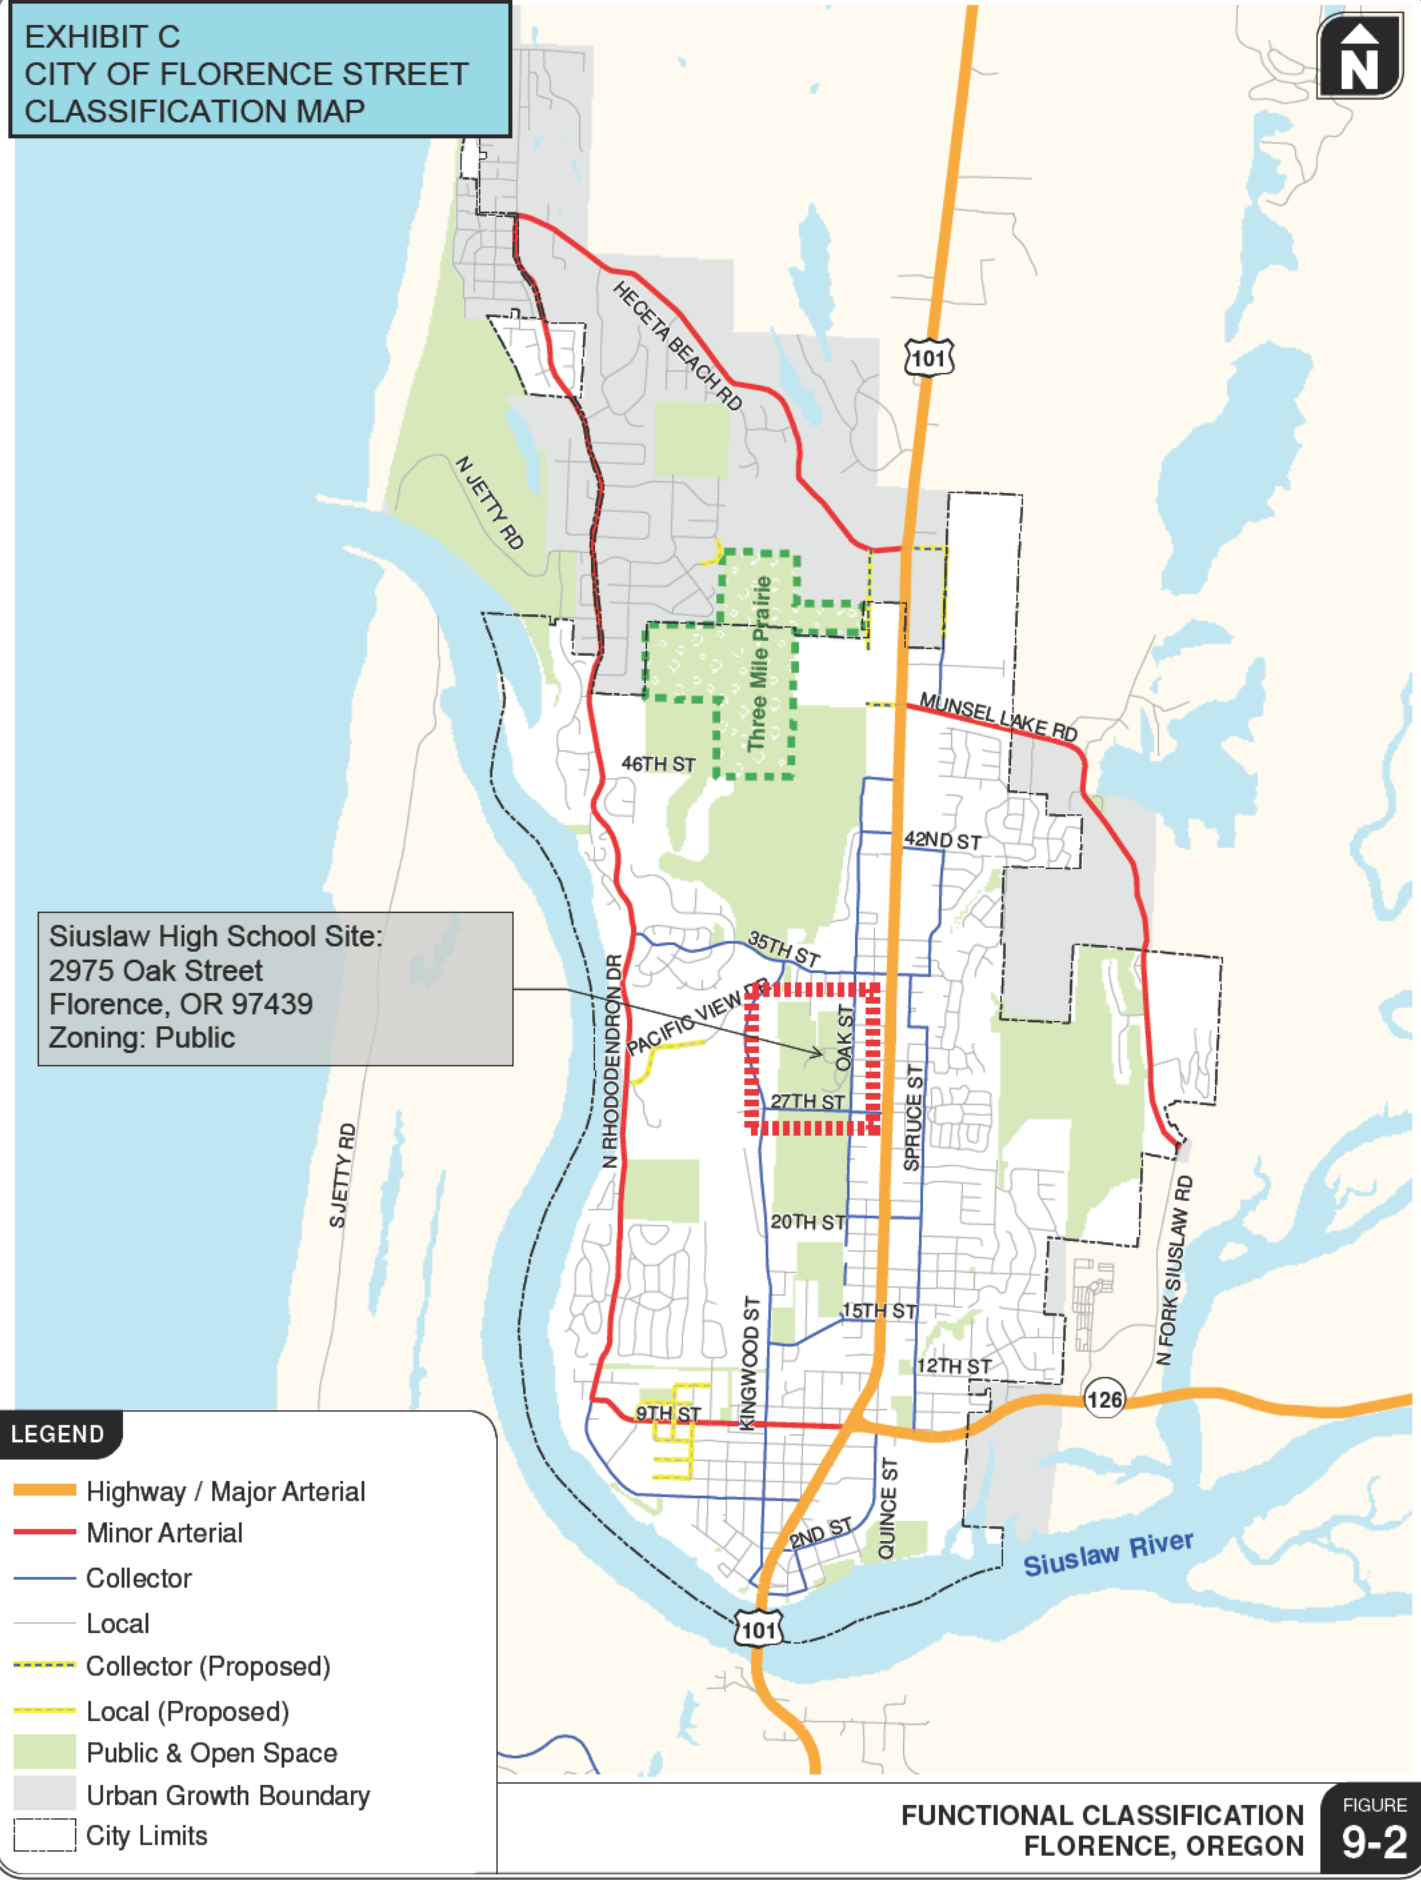 EXHIBIT C
CITY OF FLORENCE STREET
CLASSIFICATION MAP
N
HECETA BEACH RD
101
N JETTY RD
Three Mile Prairie
MUNSEL LAKE RD
46TH ST
42ND ST
35TH ST
Siuslaw High School Site:
2975 Oak Street
Florence, OR 97439
Zoning: Public
N RHODODENDRON DR
PACIFIC VIEW DR
OAK ST
27TH ST
SPRUCE ST
S JETTY RD
20TH ST
N FORK SIUSLAW RD
KINGWOOD ST
15TH ST
12TH ST
126
9TH ST
QUINCE ST
2ND ST
Siuslaw River
101
LEGEND
Highway / Major Arterial
Minor Arterial
Collector
Local
Collector (Proposed)
Local (Proposed)
Public & Open Space
Urban Growth Boundary
City Limits
FUNCTIONAL CLASSIFICATION
FLORENCE, OREGON
FIGURE
9-2